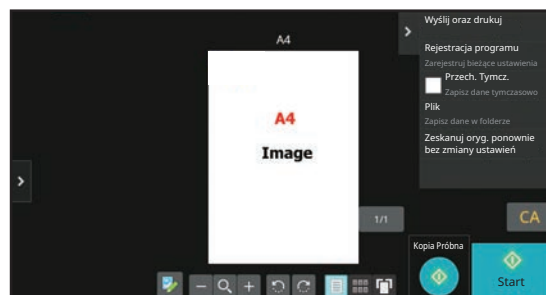 A4
A4
Image
1/1
Wyślij oraz drukuj
Rejestracja programu
Zarejestruj bieżące ustawienia
Przech. Tymcz.
Zapisz dane tymczasowo
Plik
Zapisz dane w folderze
Zeskanuj oryg. ponownie
bez zmiany ustawień
CA
Kopia Próbna
Start